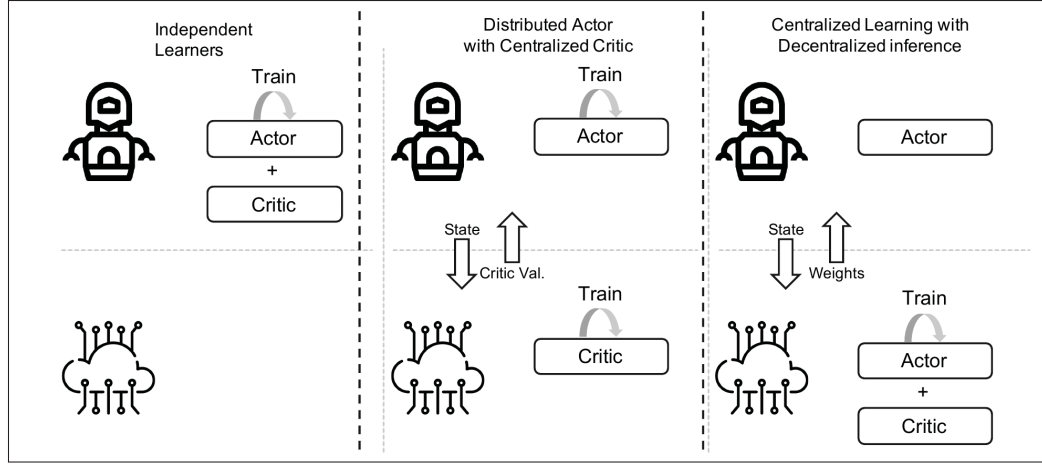 Independent
Learners
Train
Actor
+
Critic
Distributed Actor
with Centralized Critic
Train
Actor
State
Critic Val.
Train
Critic
Centralized Learning with
Decentralized inference
Actor
State
Weights
Train
Actor
+
Critic